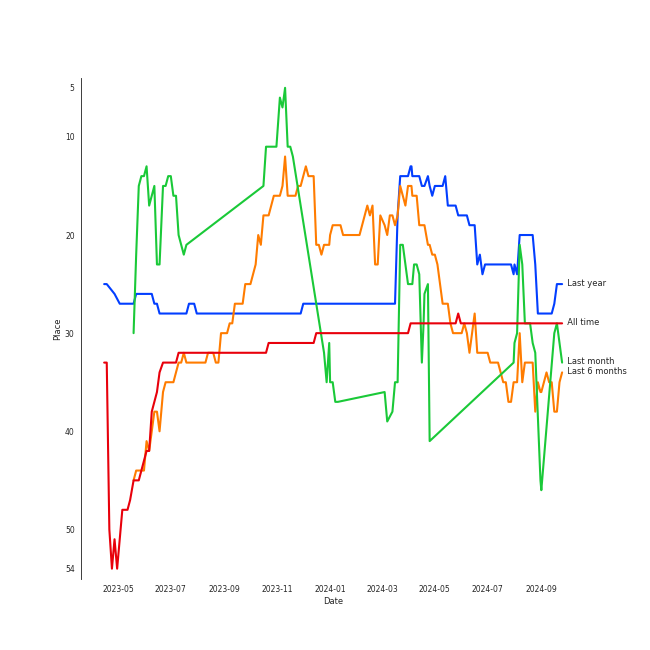 5
10
20
30
40
50
54
Place
2023-05
2023-07
2023-09
2023-11
2024-01
2024-03
2024-05
2024-07
2024-09
Date
Last year
All time
Last month
Last 6 months